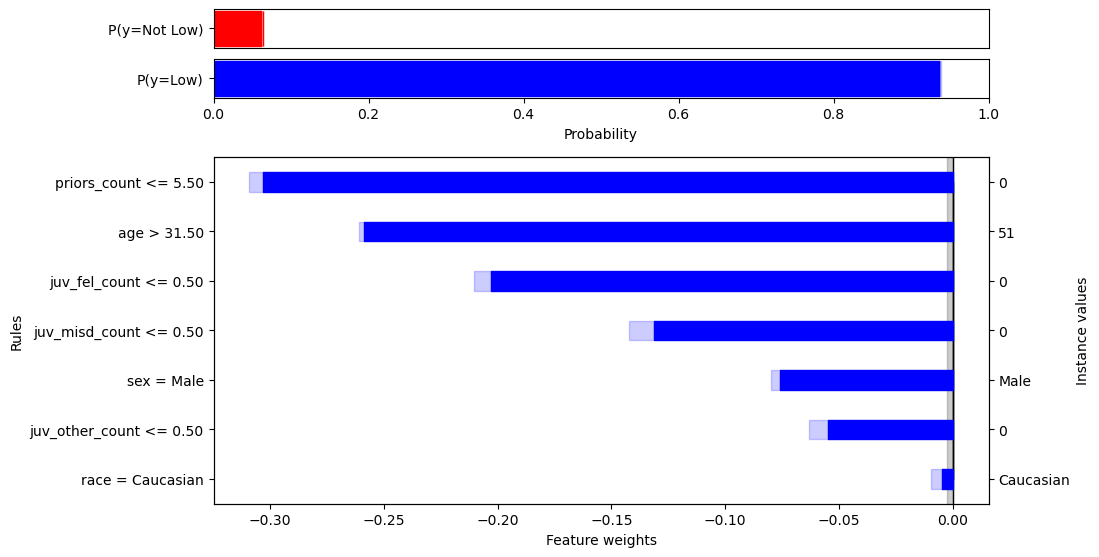 P(y=Not Low)
P(y=Low)
0.0 0.2 0.4 0.6 0.8 1.0
Probability
priors_count <= 5.50 0
age > 31.50 51
juv_fel_count <= 0.50 0
juv_misd_count <= 0.50 0
sex = Male Male
juv_other_count <= 0.50 0
race = Caucasian Caucasian
Rules
Instance values
−0.30 −0.25 −0.20 −0.15 −0.10 −0.05 0.00
Feature weights